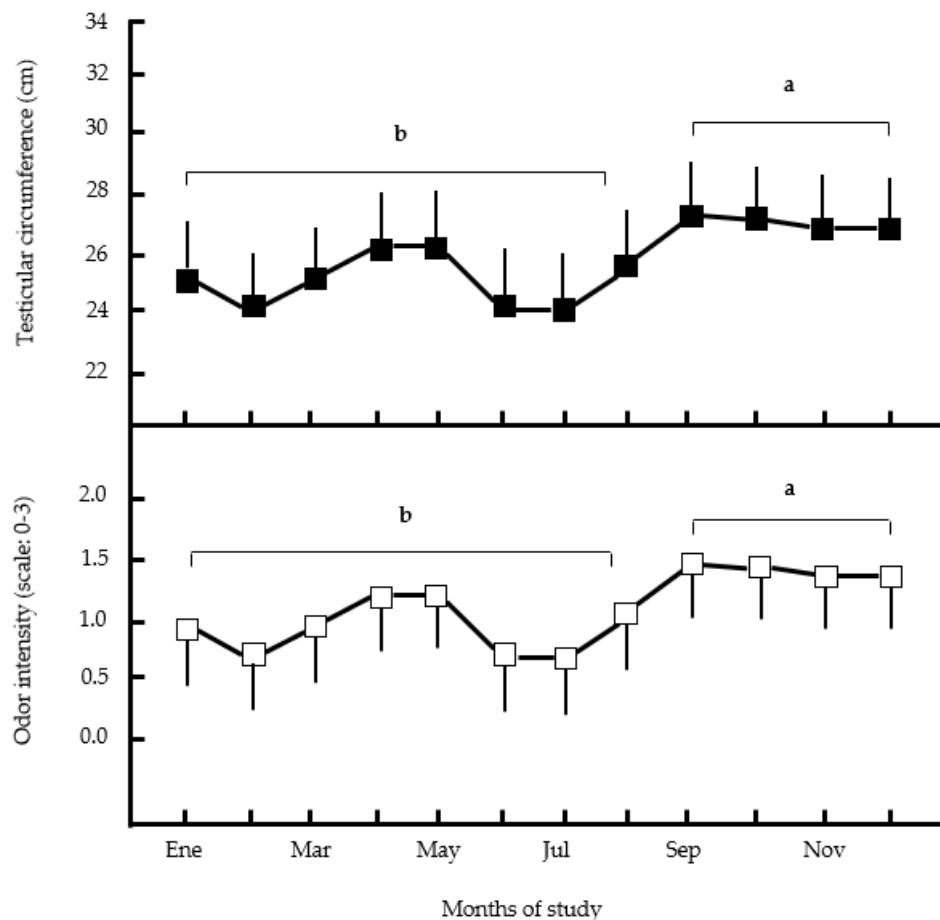 Testicular circumference (cm)
34
32
30
28
26
24
22
b
a
Odor intensity (scale: 0-3)
2.0
1.5
1.0
0.5
0.0
b
a
Ene Mar May Jul Sep Nov
Months of study